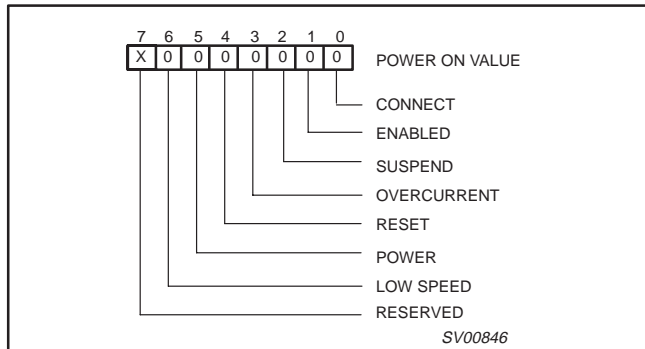 7 6 5 4 3 2 1 0
X 0 0 0 0 0 0 0 POWER ON VALUE
CONNECT
ENABLED
SUSPEND
OVERCURRENT
RESET
POWER
LOW SPEED
RESERVED
SV00846